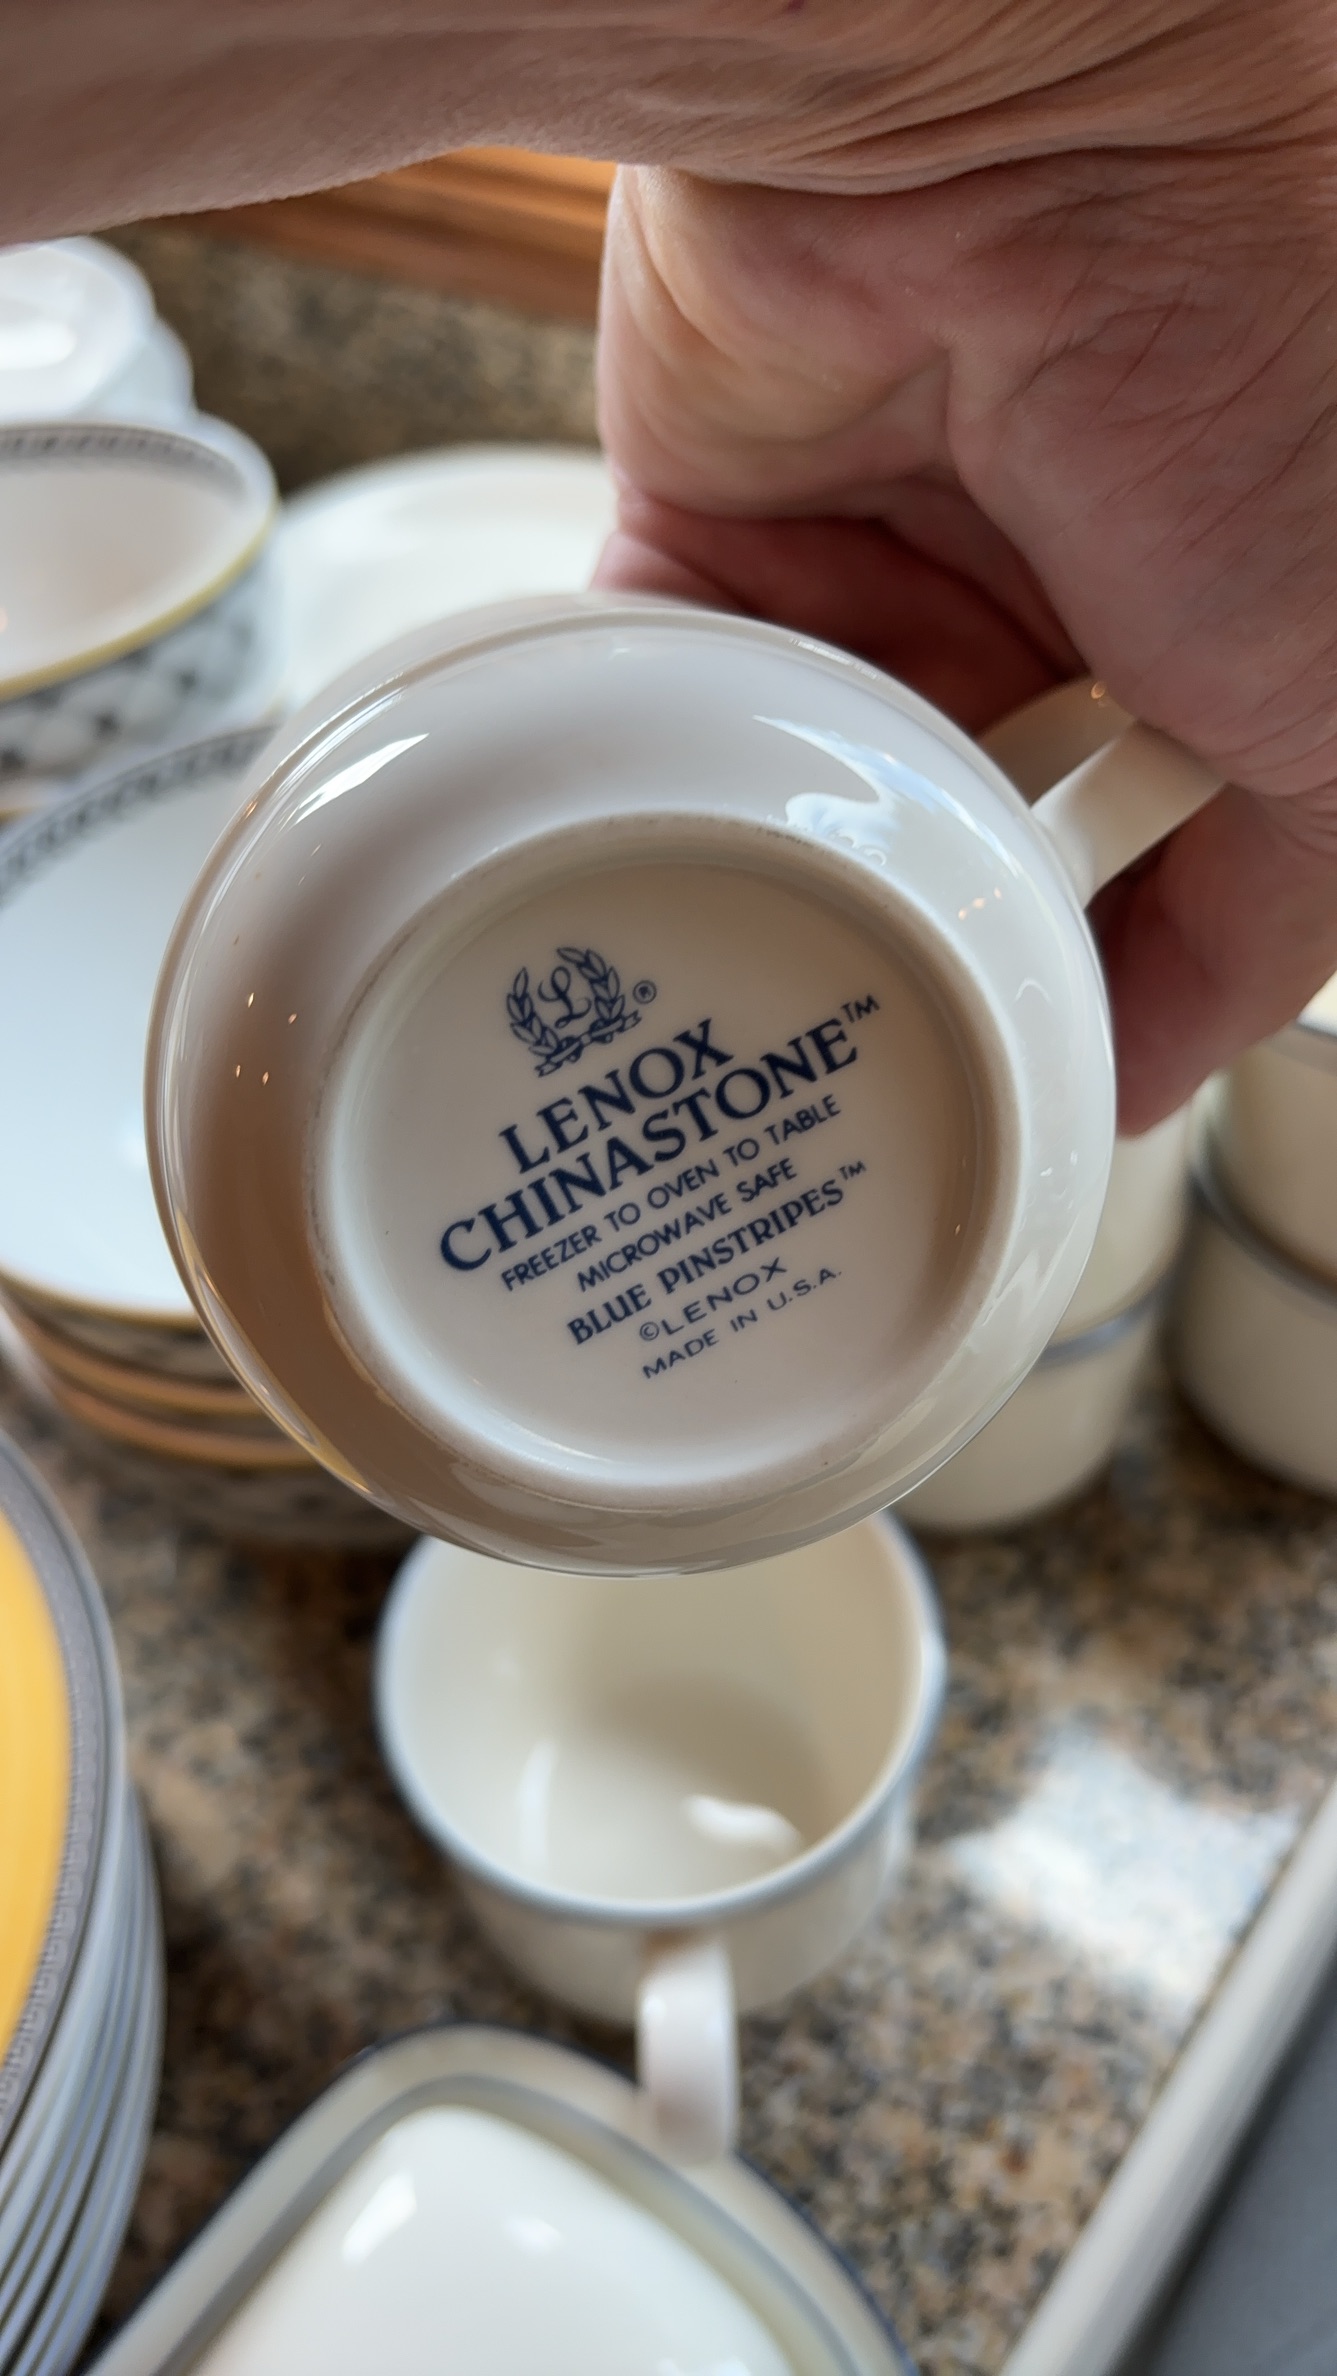 L ®
LENOX
CHINASTONE™
FREEZER TO OVEN TO TABLE
MICROWAVE SAFE
BLUE PINSTRIPES™
©LENOX
MADE IN U.S.A.